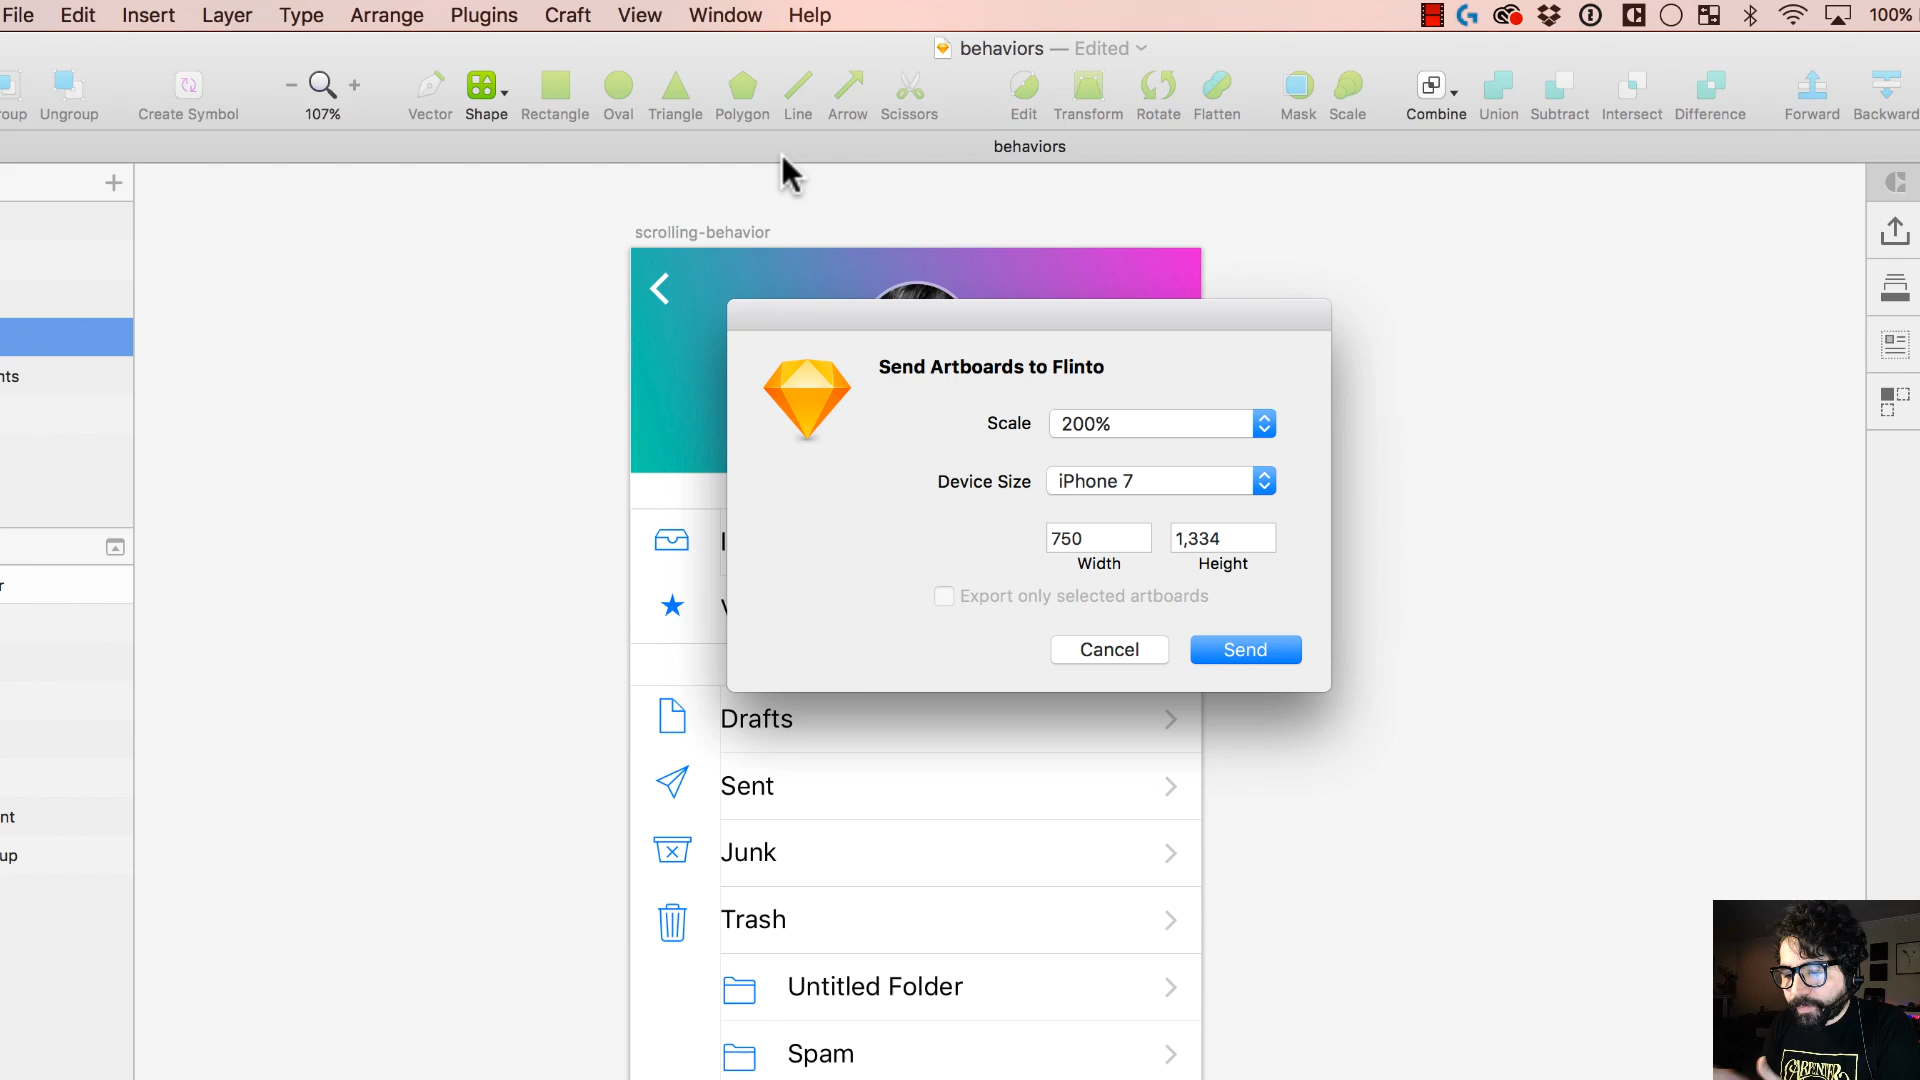 File Edit Insert Layer Type Arrange Plugins Craft View Window Help 100%
behaviors — Edited
Ungroup Create Symbol 107% Vector Shape Rectangle Oval Triangle Polygon Line Arrow Scissors Edit Transform Rotate Flatten Mask Scale Combine Union Subtract Intersect Difference Forward Backward
behaviors
scrolling-behavior
Send Artboards to Flinto
Scale 200%
Device Size iPhone 7
750 1,334
Width Height
Export only selected artboards
Cancel Send
Drafts
Sent
Junk
Trash
Untitled Folder
Spam
nts
r
nt
up
CARPENTER